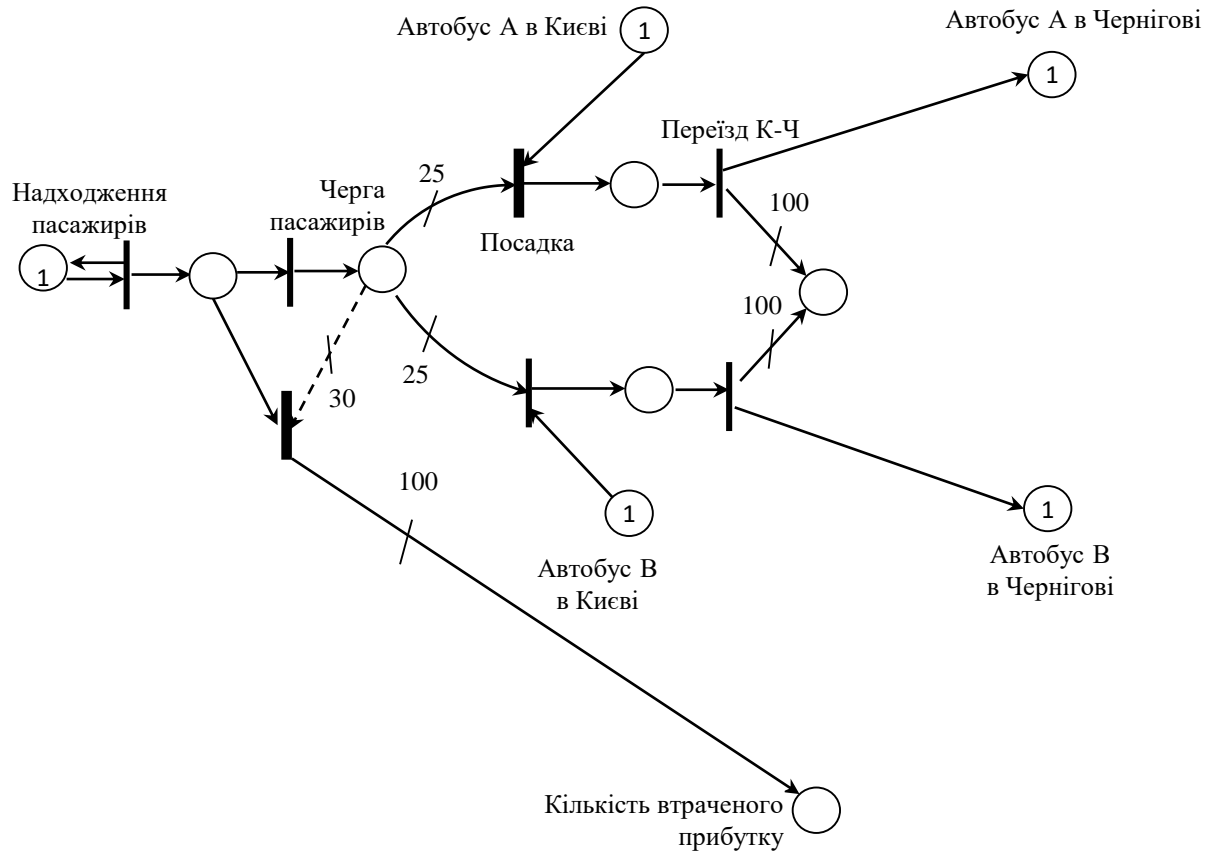 Автобус А в Києві
1
Автобус А в Чернігові
1
Переїзд К-Ч
Надходження
пасажирів
1
Черга
пасажирів
25
Посадка
100
100
25
30
100
1
Автобус В
в Києві
1
Автобус В
в Чернігові
Кількість втраченого
прибутку